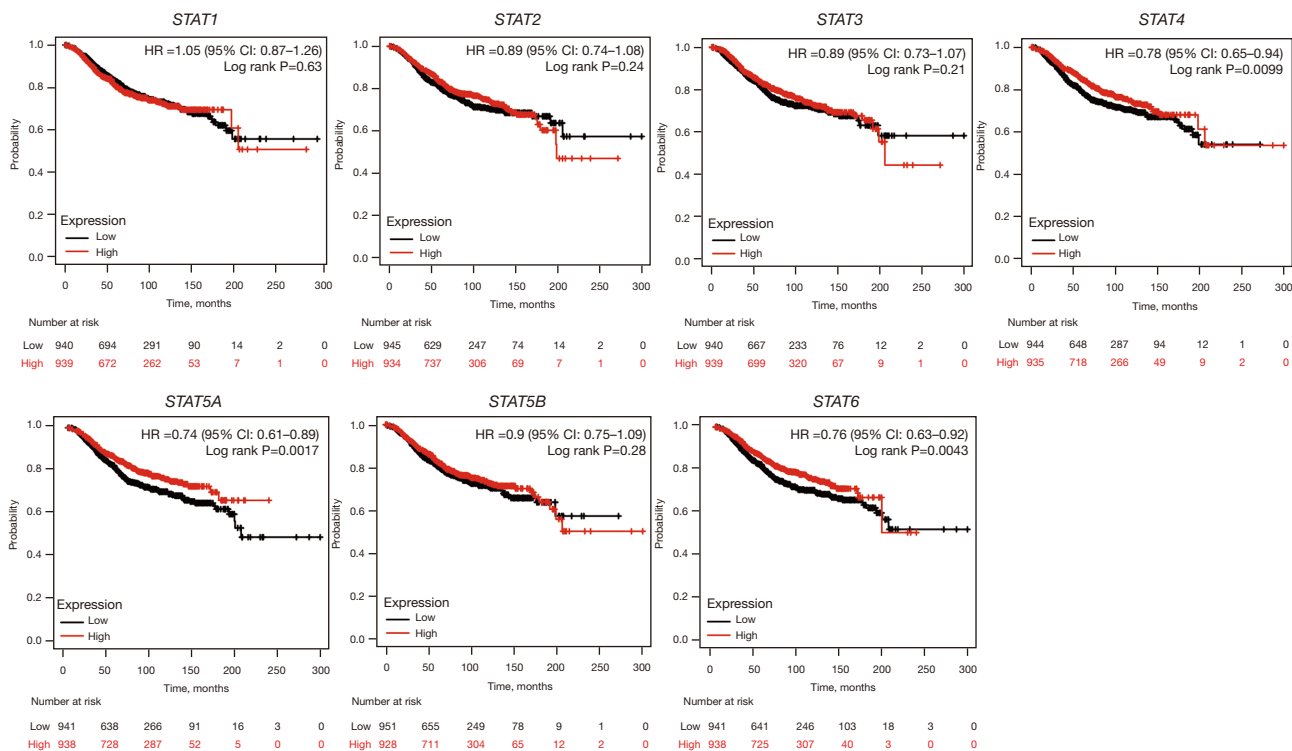 STAT1
HR =1.05 (95% CI: 0.87–1.26)
Log rank P=0.63
Probability
1.0
0.8
0.6
0.4
0.2
0.0
Expression
Low
High
0 50 100 150 200 250 300
Time, months
Number at risk
Low 940 694 291 90 14 2 0
High 939 672 262 53 7 1 0
STAT2
HR =0.89 (95% CI: 0.74–1.08)
Log rank P=0.24
Probability
1.0
0.8
0.6
0.4
0.2
0.0
Expression
Low
High
0 50 100 150 200 250 300
Time, months
Number at risk
Low 945 629 247 74 14 2 0
High 934 737 306 69 7 1 0
STAT3
HR =0.89 (95% CI: 0.73–1.07)
Log rank P=0.21
Probability
1.0
0.8
0.6
0.4
0.2
0.0
Expression
Low
High
0 50 100 150 200 250 300
Time, months
Number at risk
Low 940 667 233 76 12 2 0
High 939 699 320 67 9 1 0
STAT4
HR =0.78 (95% CI: 0.65–0.94)
Log rank P=0.0099
Probability
1.0
0.8
0.6
0.4
0.2
0.0
Expression
Low
High
0 50 100 150 200 250 300
Time, months
Number at risk
Low 944 648 287 94 12 1 0
High 935 718 266 49 9 2 0
STAT5A
HR =0.74 (95% CI: 0.61–0.89)
Log rank P=0.0017
Probability
1.0
0.8
0.6
0.4
0.2
0.0
Expression
Low
High
0 50 100 150 200 250 300
Time, months
Number at risk
Low 941 638 266 91 16 3 0
High 938 728 287 52 5 0 0
STAT5B
HR =0.9 (95% CI: 0.75–1.09)
Log rank P=0.28
Probability
1.0
0.8
0.6
0.4
0.2
0.0
Expression
Low
High
0 50 100 150 200 250 300
Time, months
Number at risk
Low 951 655 249 78 9 1 0
High 928 711 304 65 12 2 0
STAT6
HR =0.76 (95% CI: 0.63–0.92)
Log rank P=0.0043
Probability
1.0
0.8
0.6
0.4
0.2
0.0
Expression
Low
High
0 50 100 150 200 250 300
Time, months
Number at risk
Low 941 641 246 103 18 3 0
High 938 725 307 40 3 0 0